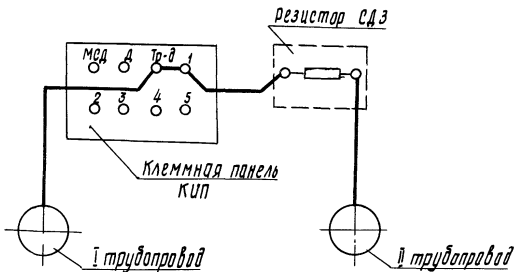 Резистор СДЗ
МСД Д Тр-д 1
2 3 4 5
Клеммная панель
КИП
I трубопровод
II трубопровод